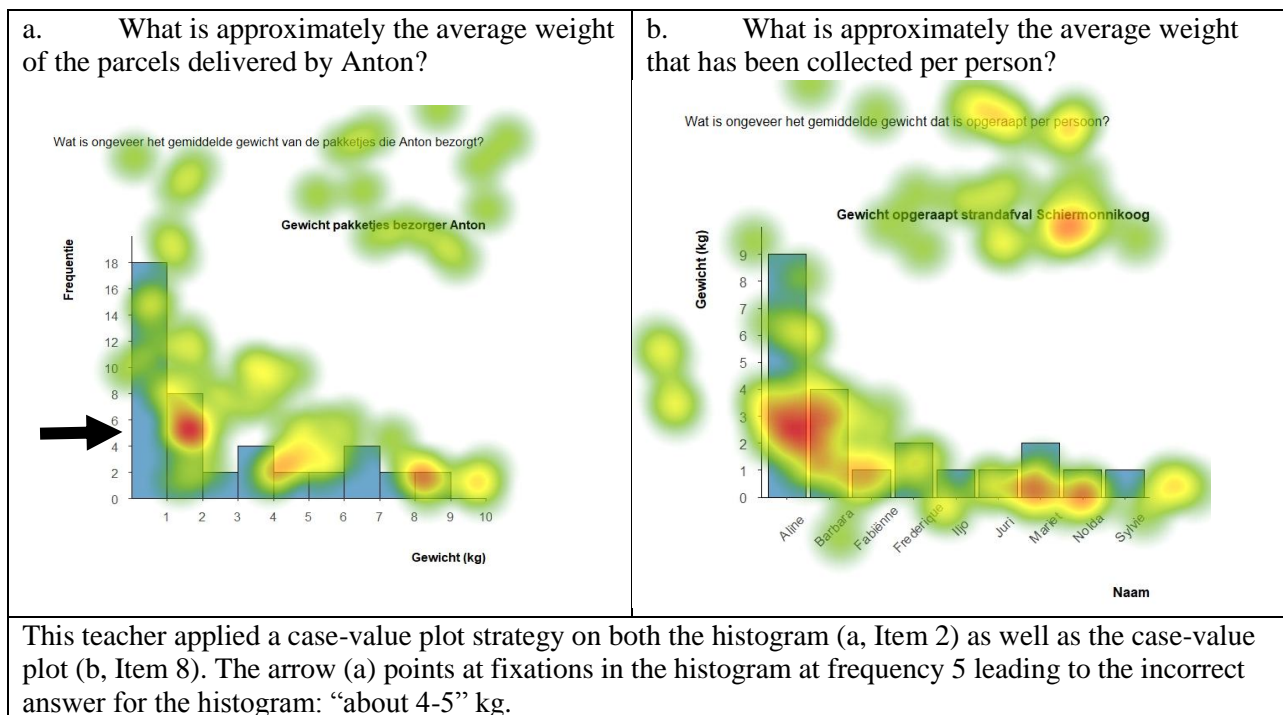 a. What is approximately the average weight
of the parcels delivered by Anton?
Wat is ongeveer het gemiddelde gewicht van de pakketjes die Anton bezorgt?
Gewicht pakketjes bezorger Anton
Frequentie
18
16
14
12
10
8
6
4
2
0
1 2 3 4 5 6 7 8 9 10
Gewicht (kg)
b. What is approximately the average weight
that has been collected per person?
Wat is ongeveer het gemiddelde gewicht dat is opgeraapt per persoon?
Gewicht opgeraapt strandafval Schiermonnikoog
Gewicht (kg)
9
8
7
6
5
4
3
2
1
0
Aline Barbara Fabiënne Frederique Iljo Juri Mariet Nolda Sylvie
Naam
This teacher applied a case-value plot strategy on both the histogram (a, Item 2) as well as the case-value
plot (b, Item 8). The arrow (a) points at fixations in the histogram at frequency 5 leading to the incorrect
answer for the histogram: “about 4-5” kg.